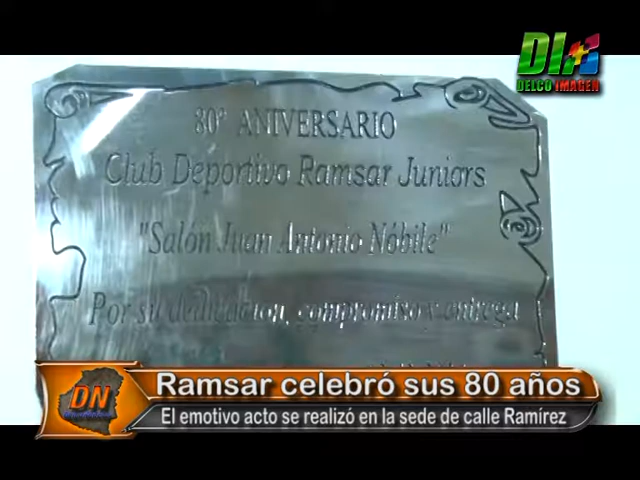 DI+
DELCO IMAGEN
80º ANIVERSARIO
Club Deportivo Ramsar Juniors
"Salón Juan Antonio Nóbile"
Por su dedicación, compromiso y entrega
DN
Ramsar celebró sus 80 años
El emotivo acto se realizó en la sede de calle Ramírez